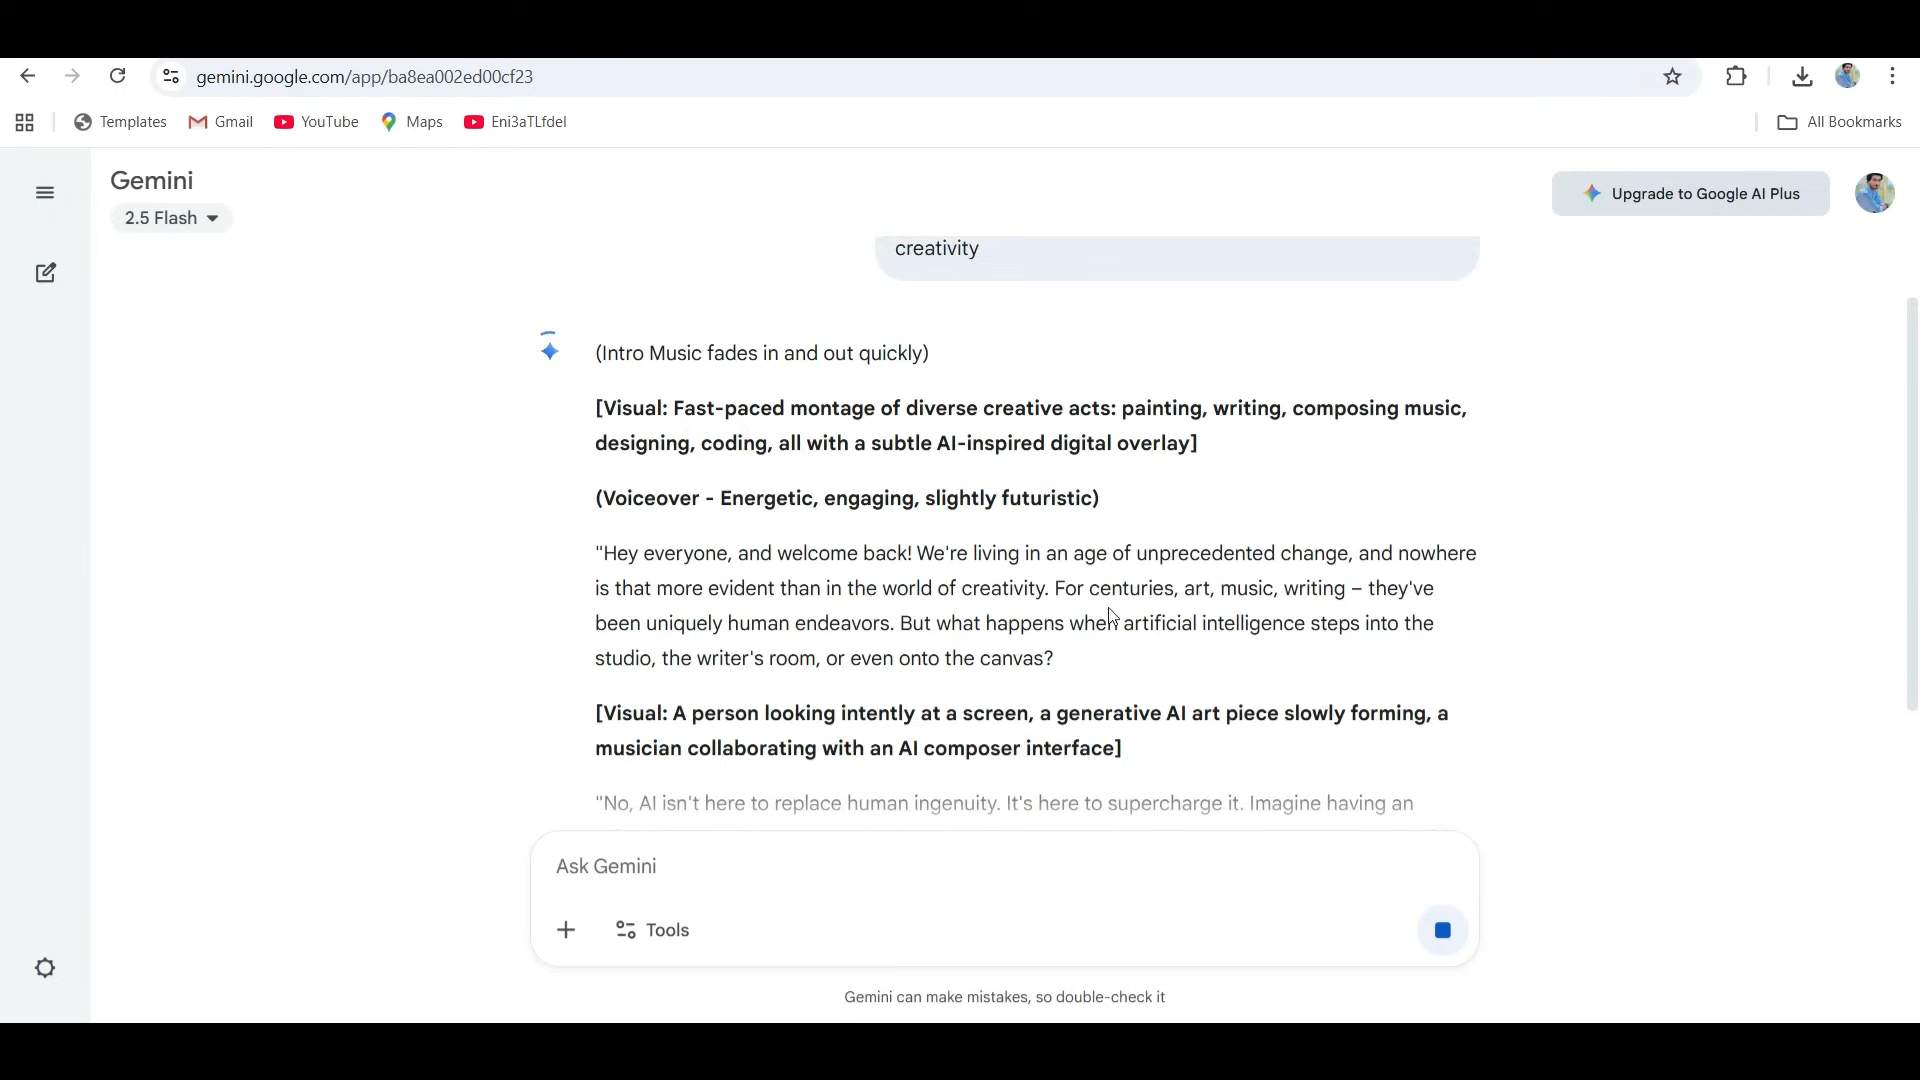 gemini.google.com/app/ba8ea002ed00cf23
Templates
Gmail
YouTube
Maps
Eni3aTLfdel
All Bookmarks
Gemini
2.5 Flash
Upgrade to Google AI Plus
creativity
(Intro Music fades in and out quickly)
[Visual: Fast-paced montage of diverse creative acts: painting, writing, composing music,
designing, coding, all with a subtle AI-inspired digital overlay]
(Voiceover - Energetic, engaging, slightly futuristic)
"Hey everyone, and welcome back! We're living in an age of unprecedented change, and nowhere
is that more evident than in the world of creativity. For centuries, art, music, writing – they've
been uniquely human endeavors. But what happens when artificial intelligence steps into the
studio, the writer's room, or even onto the canvas?
[Visual: A person looking intently at a screen, a generative AI art piece slowly forming, a
musician collaborating with an AI composer interface]
"No, AI isn't here to replace human ingenuity. It's here to supercharge it. Imagine having an
Ask Gemini
Tools
Gemini can make mistakes, so double-check it